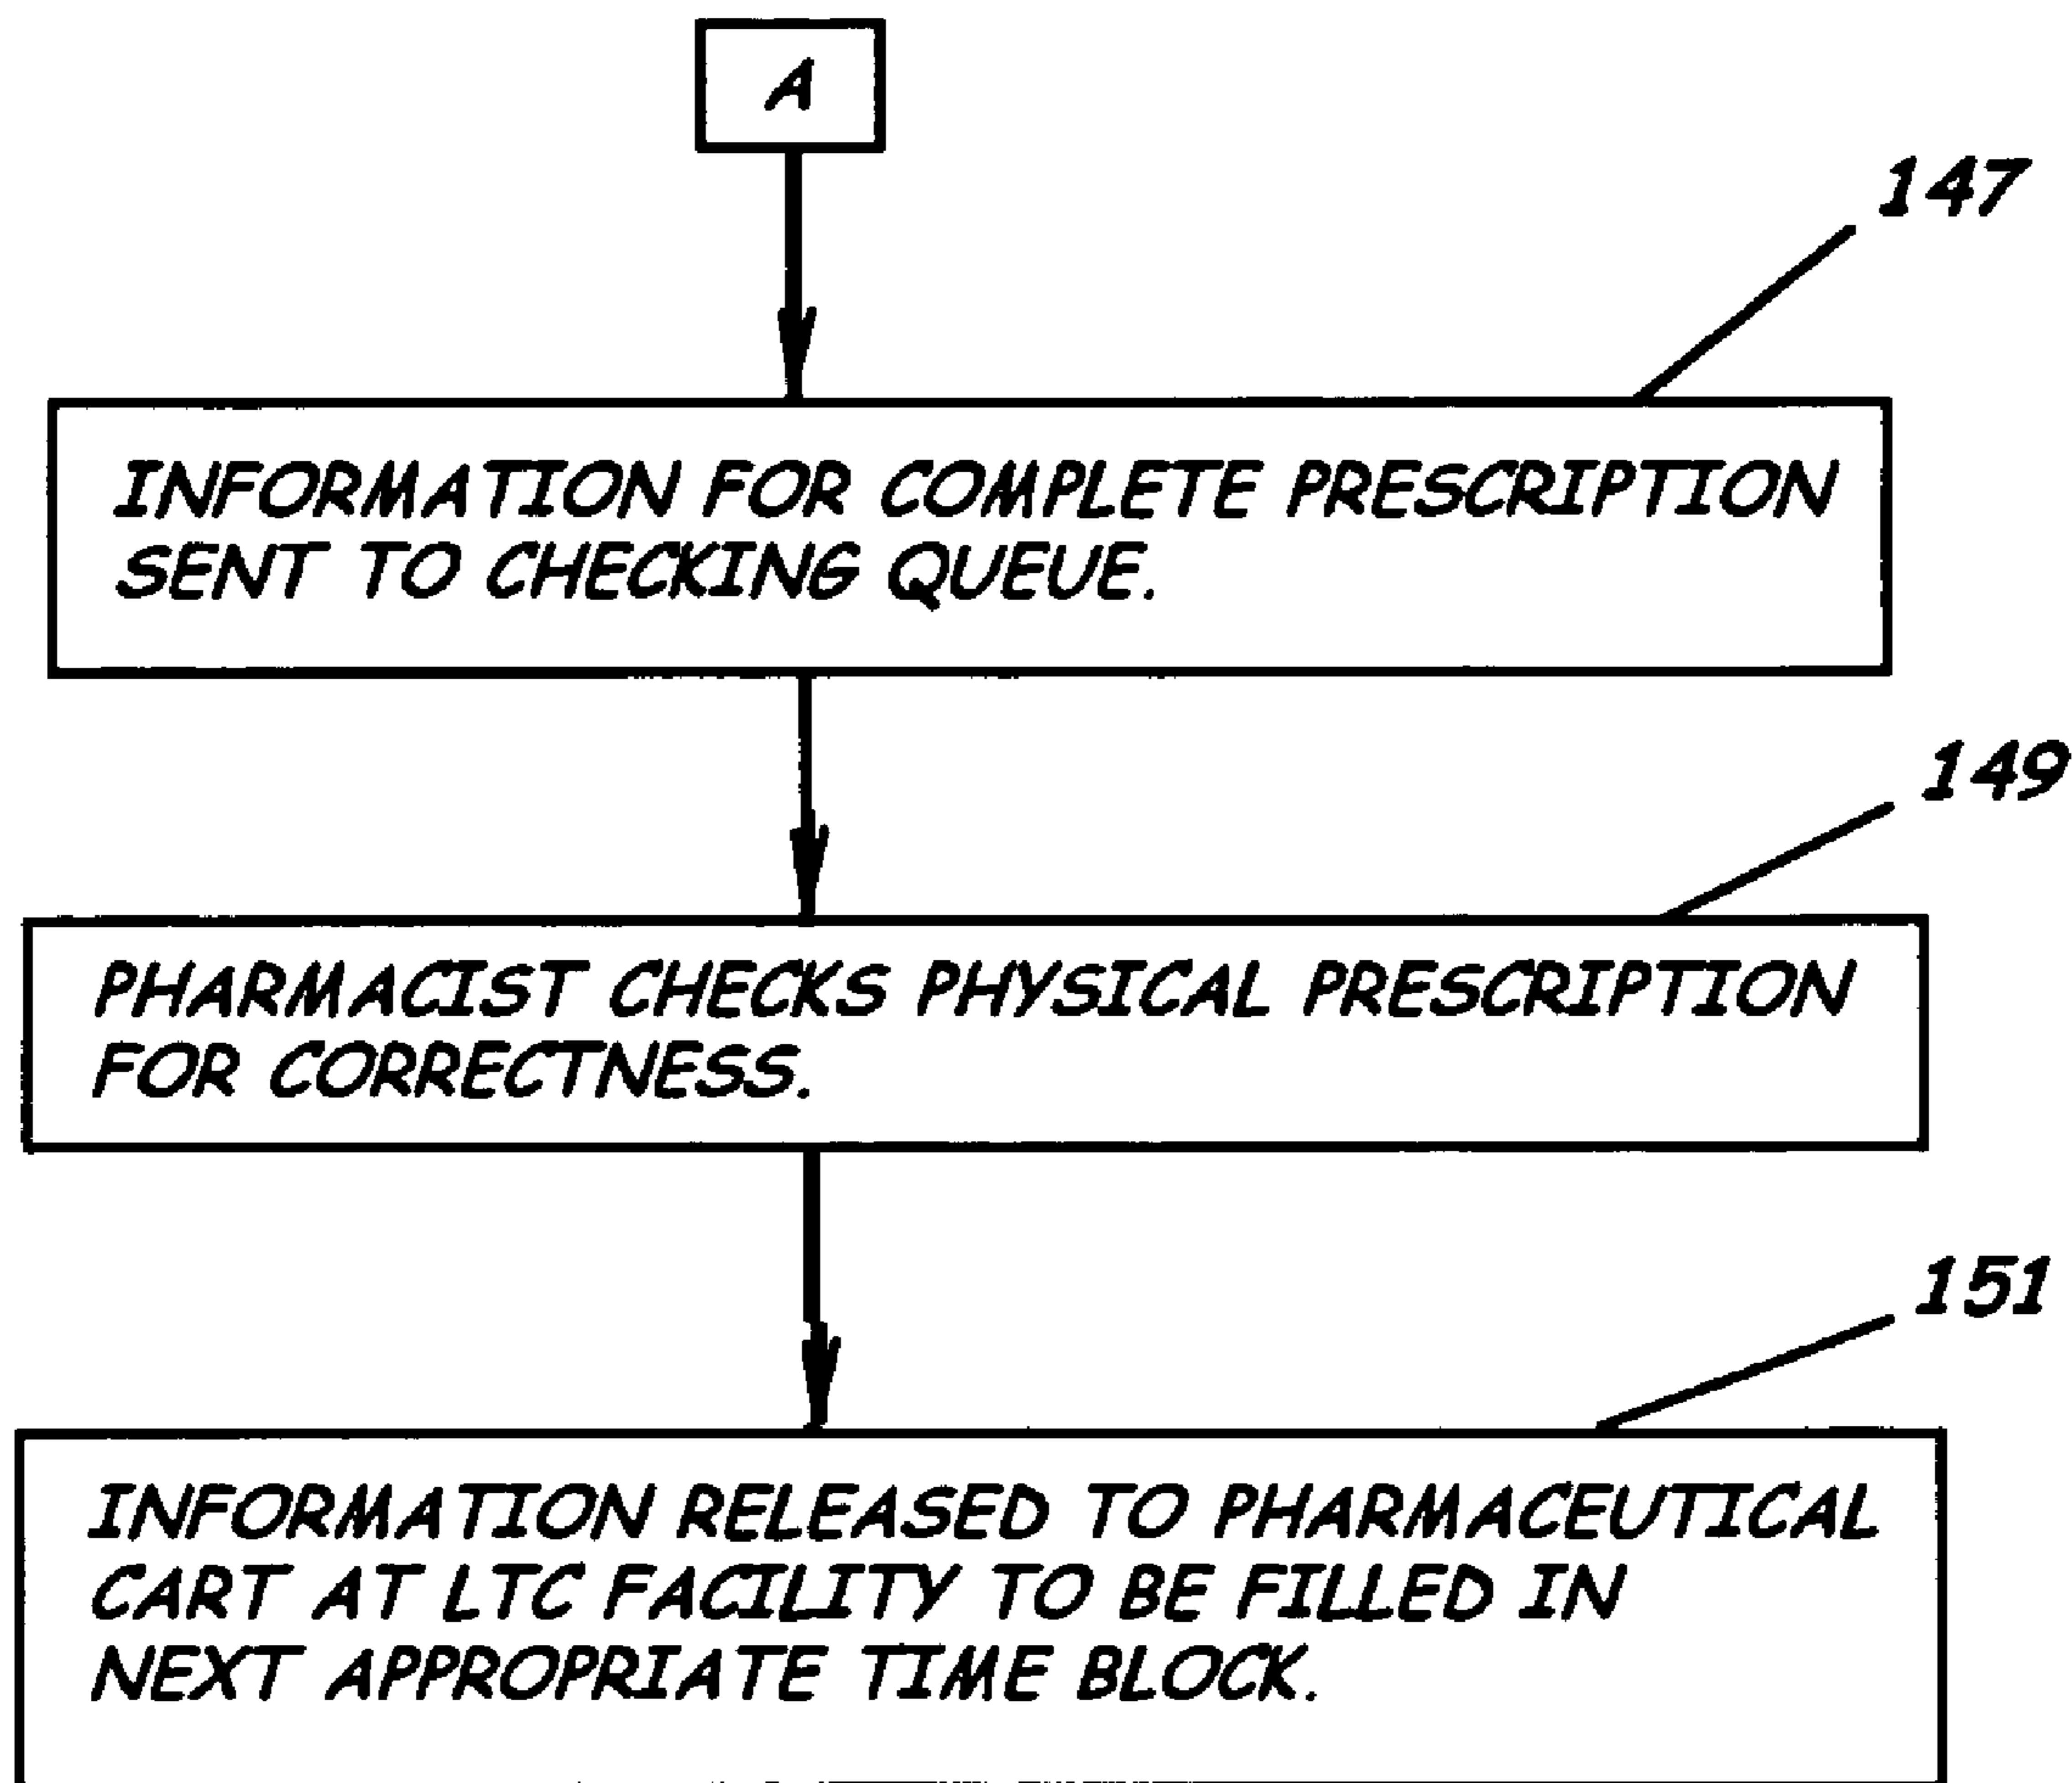 A
147
INFORMATION FOR COMPLETE PRESCRIPTION
SENT TO CHECKING QUEUE.
149
PHARMACIST CHECKS PHYSICAL PRESCRIPTION
FOR CORRECTNESS.
151
INFORMATION RELEASED TO PHARMACEUTICAL
CART AT LTC FACILITY TO BE FILLED IN
NEXT APPROPRIATE TIME BLOCK.